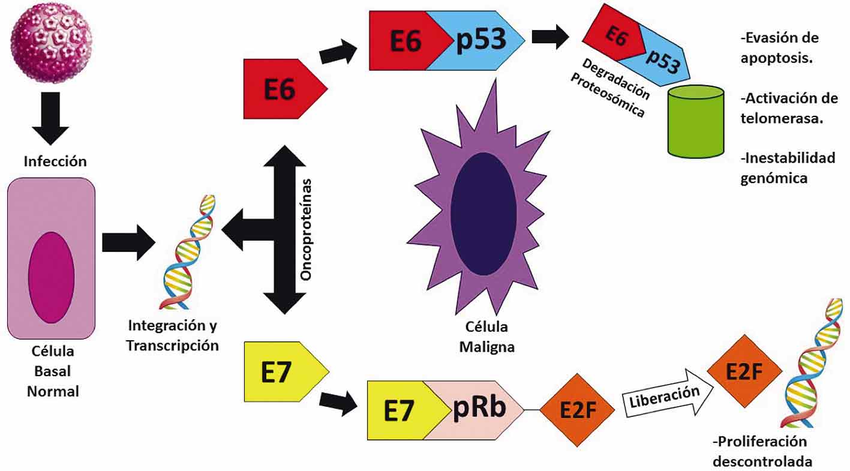 Infección
Célula
Basal
Normal
Integración y
Transcripción
Oncoproteínas
E6
E6 p53
E6 p53
Degradación
Proteosómica
-Evasión de
apoptosis.
-Activación de
telomerasa.
-Inestabilidad
genómica
Célula
Maligna
E7
E7 pRb
E2F
Liberación
E2F
-Proliferación
descontrolada